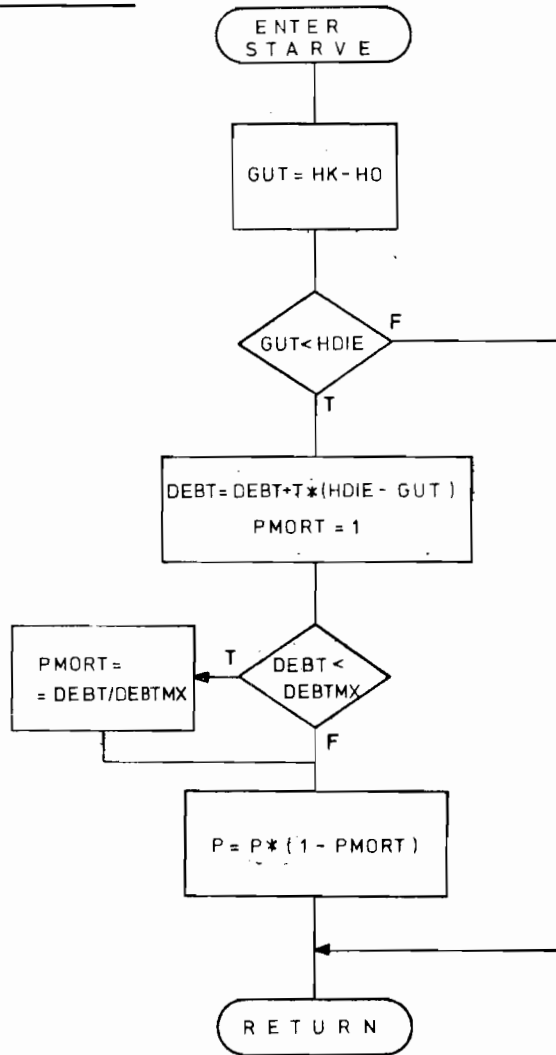 ENTER
STARVE
GUT = HK - HO
GUT < HDIE
F
T
DEBT = DEBT+T*(HDIE - GUT)
PMORT = 1
DEBT <
DEBTMX
T
PMORT =
= DEBT/DEBTMX
F
P = P * (1 - PMORT)
RETURN